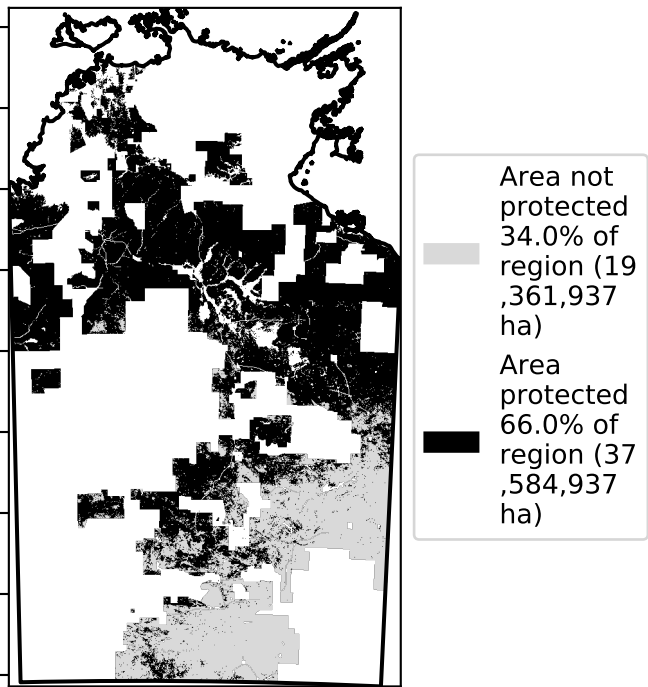 Area not
protected
34.0% of
region (19
,361,937
ha)
Area
protected
66.0% of
region (37
,584,937
ha)